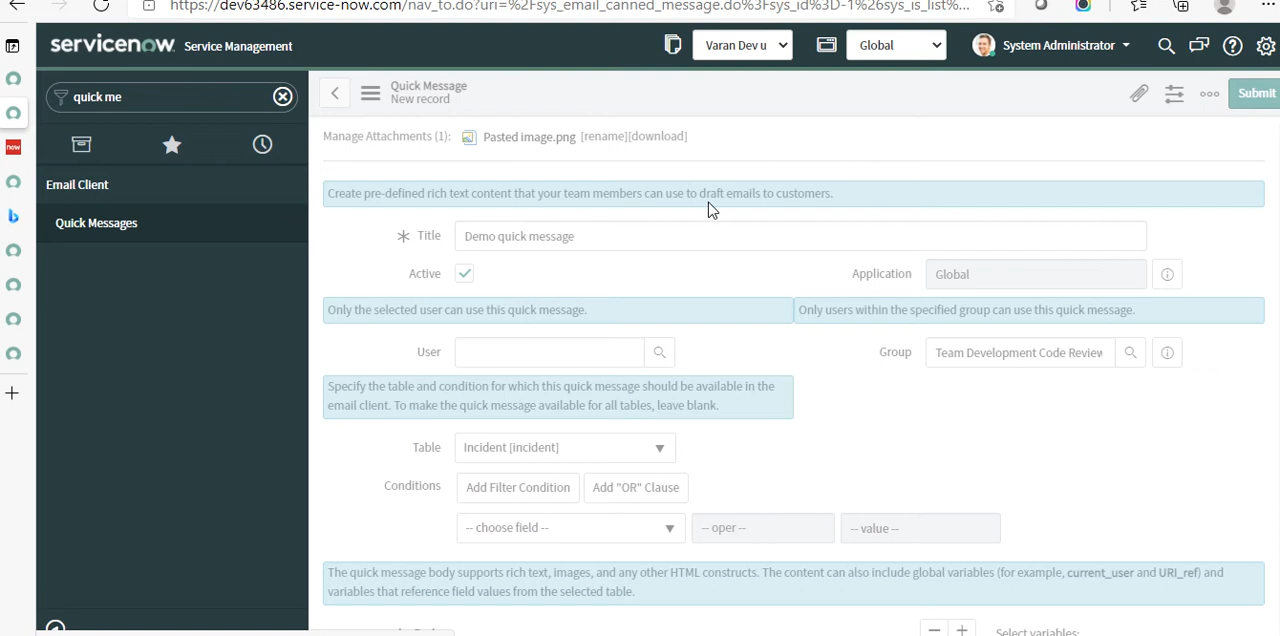 https://dev63486.service-now.com/nav_to.do?uri=%2Fsys_email_canned_message.do%3Fsys_id%3D-1%26sys_is_list%...
servicenow Service Management
Varan Dev u
Global
System Administrator
quick me
Quick Message
New record
Submit
Manage Attachments (1): Pasted image.png [rename][download]
Email Client
Quick Messages
now
Create pre-defined rich text content that your team members can use to draft emails to customers.
Title Demo quick message
Active
Application Global
Only the selected user can use this quick message.
Only users within the specified group can use this quick message.
User
Group Team Development Code Review
Specify the table and condition for which this quick message should be available in the
email client. To make the quick message available for all tables, leave blank.
Table Incident [incident]
Conditions Add Filter Condition Add "OR" Clause
-- choose field -- -- oper -- -- value --
The quick message body supports rich text, images, and any other HTML constructs. The content can also include global variables (for example, current_user and URI_ref) and
variables that reference field values from the selected table.
Select variables: